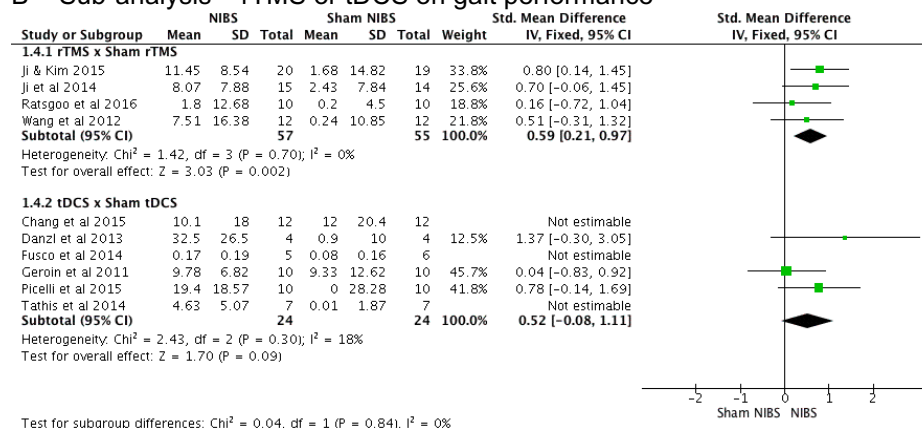 B – Sub-analysis – rTMS or tDCS on gait performance
NIBS Sham NIBS Std. Mean Difference Std. Mean Difference
Study or Subgroup Mean SD Total Mean SD Total Weight IV, Fixed, 95% CI IV, Fixed, 95% CI
1.4.1 rTMS x Sham rTMS
Ji & Kim 2015 11.45 8.54 20 1.68 14.82 19 33.8% 0.80 [0.14, 1.45]
Ji et al 2014 8.07 7.88 15 2.43 7.84 14 25.6% 0.70 [-0.06, 1.45]
Ratsgoo et al 2016 1.8 12.68 10 0.2 4.5 10 18.8% 0.16 [-0.72, 1.04]
Wang et al 2012 7.51 16.38 12 0.24 10.85 12 21.8% 0.51 [-0.31, 1.32]
Subtotal (95% CI) 57 55 100.0% 0.59 [0.21, 0.97]
Heterogeneity: Chi² = 1.42, df = 3 (P = 0.70); I² = 0%
Test for overall effect: Z = 3.03 (P = 0.002)
1.4.2 tDCS x Sham tDCS
Chang et al 2015 10.1 18 12 12 20.4 12 Not estimable
Danzl et al 2013 32.5 26.5 4 0.9 10 4 12.5% 1.37 [-0.30, 3.05]
Fusco et al 2014 0.17 0.19 5 0.08 0.16 6 Not estimable
Geroin et al 2011 9.78 6.82 10 9.33 12.62 10 45.7% 0.04 [-0.83, 0.92]
Picelli et al 2015 19.4 18.57 10 0 28.28 10 41.8% 0.78 [-0.14, 1.69]
Tathis et al 2014 4.63 5.07 7 0.01 1.87 7 Not estimable
Subtotal (95% CI) 24 24 100.0% 0.52 [-0.08, 1.11]
Heterogeneity: Chi² = 2.43, df = 2 (P = 0.30); I² = 18%
Test for overall effect: Z = 1.70 (P = 0.09)
-2 -1 0 1 2
Sham NIBS NIBS
Test for subgroup differences: Chi² = 0.04, df = 1 (P = 0.84), I² = 0%